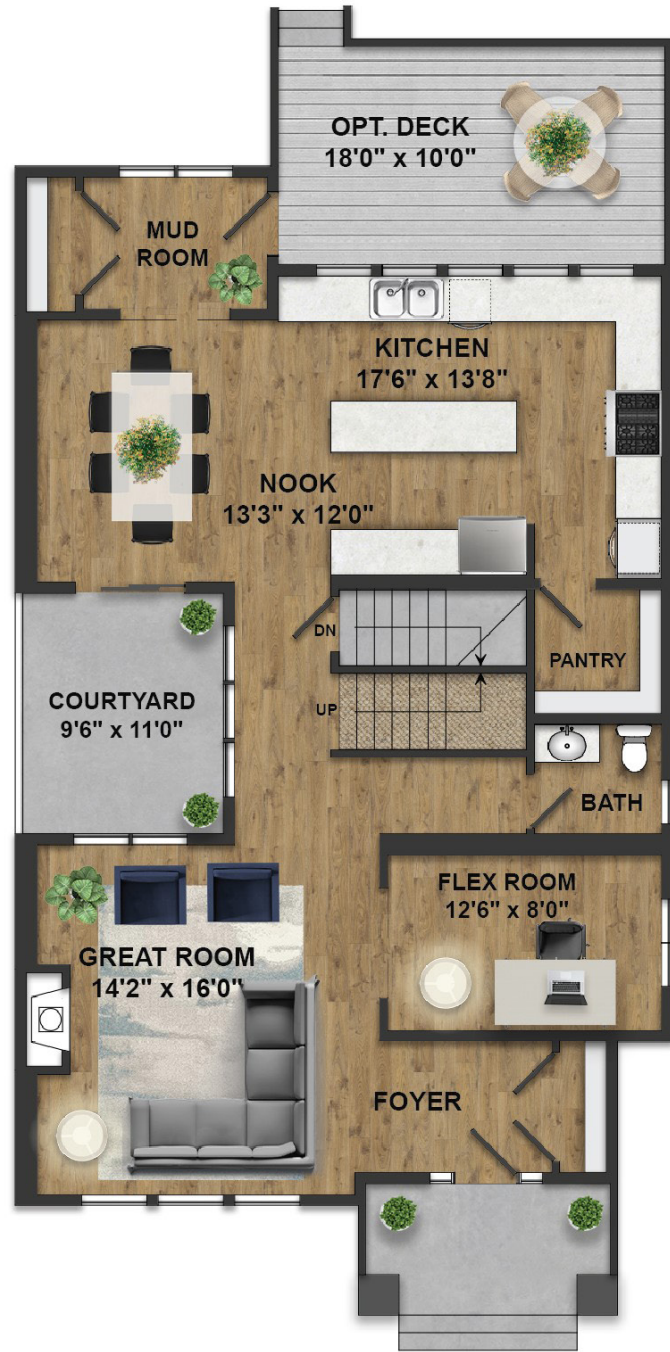 OPT. DECK
18'0" x 10'0"
MUD
ROOM
KITCHEN
17'6" x 13'8"
NOOK
13'3" x 12'0"
DN
PANTRY
COURTYARD
9'6" x 11'0"
UP
BATH
FLEX ROOM
12'6" x 8'0"
GREAT ROOM
14'2" x 16'0"
FOYER